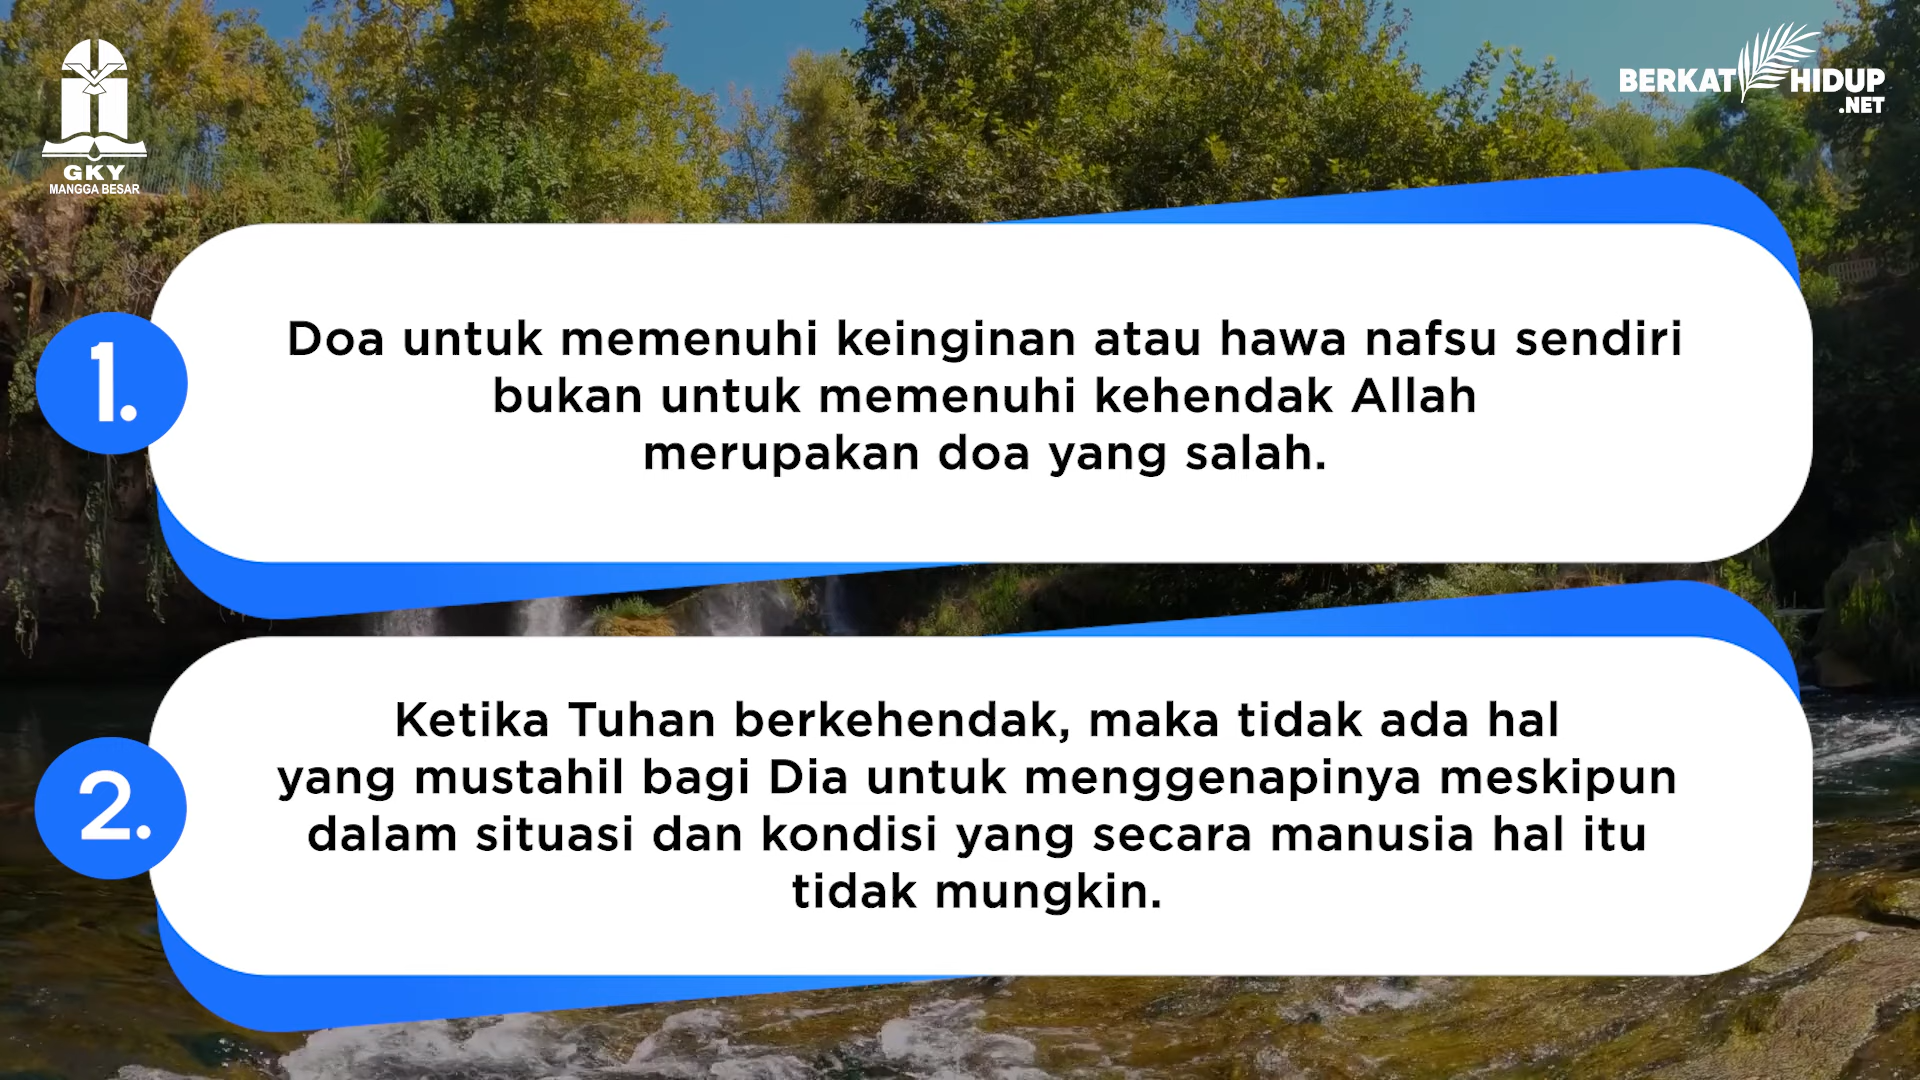 GKY
MANGGA BESAR
BERKAT HIDUP
.NET
1.
Doa untuk memenuhi keinginan atau hawa nafsu sendiri
bukan untuk memenuhi kehendak Allah
merupakan doa yang salah.
2.
Ketika Tuhan berkehendak, maka tidak ada hal
yang mustahil bagi Dia untuk menggenapinya meskipun
dalam situasi dan kondisi yang secara manusia hal itu
tidak mungkin.